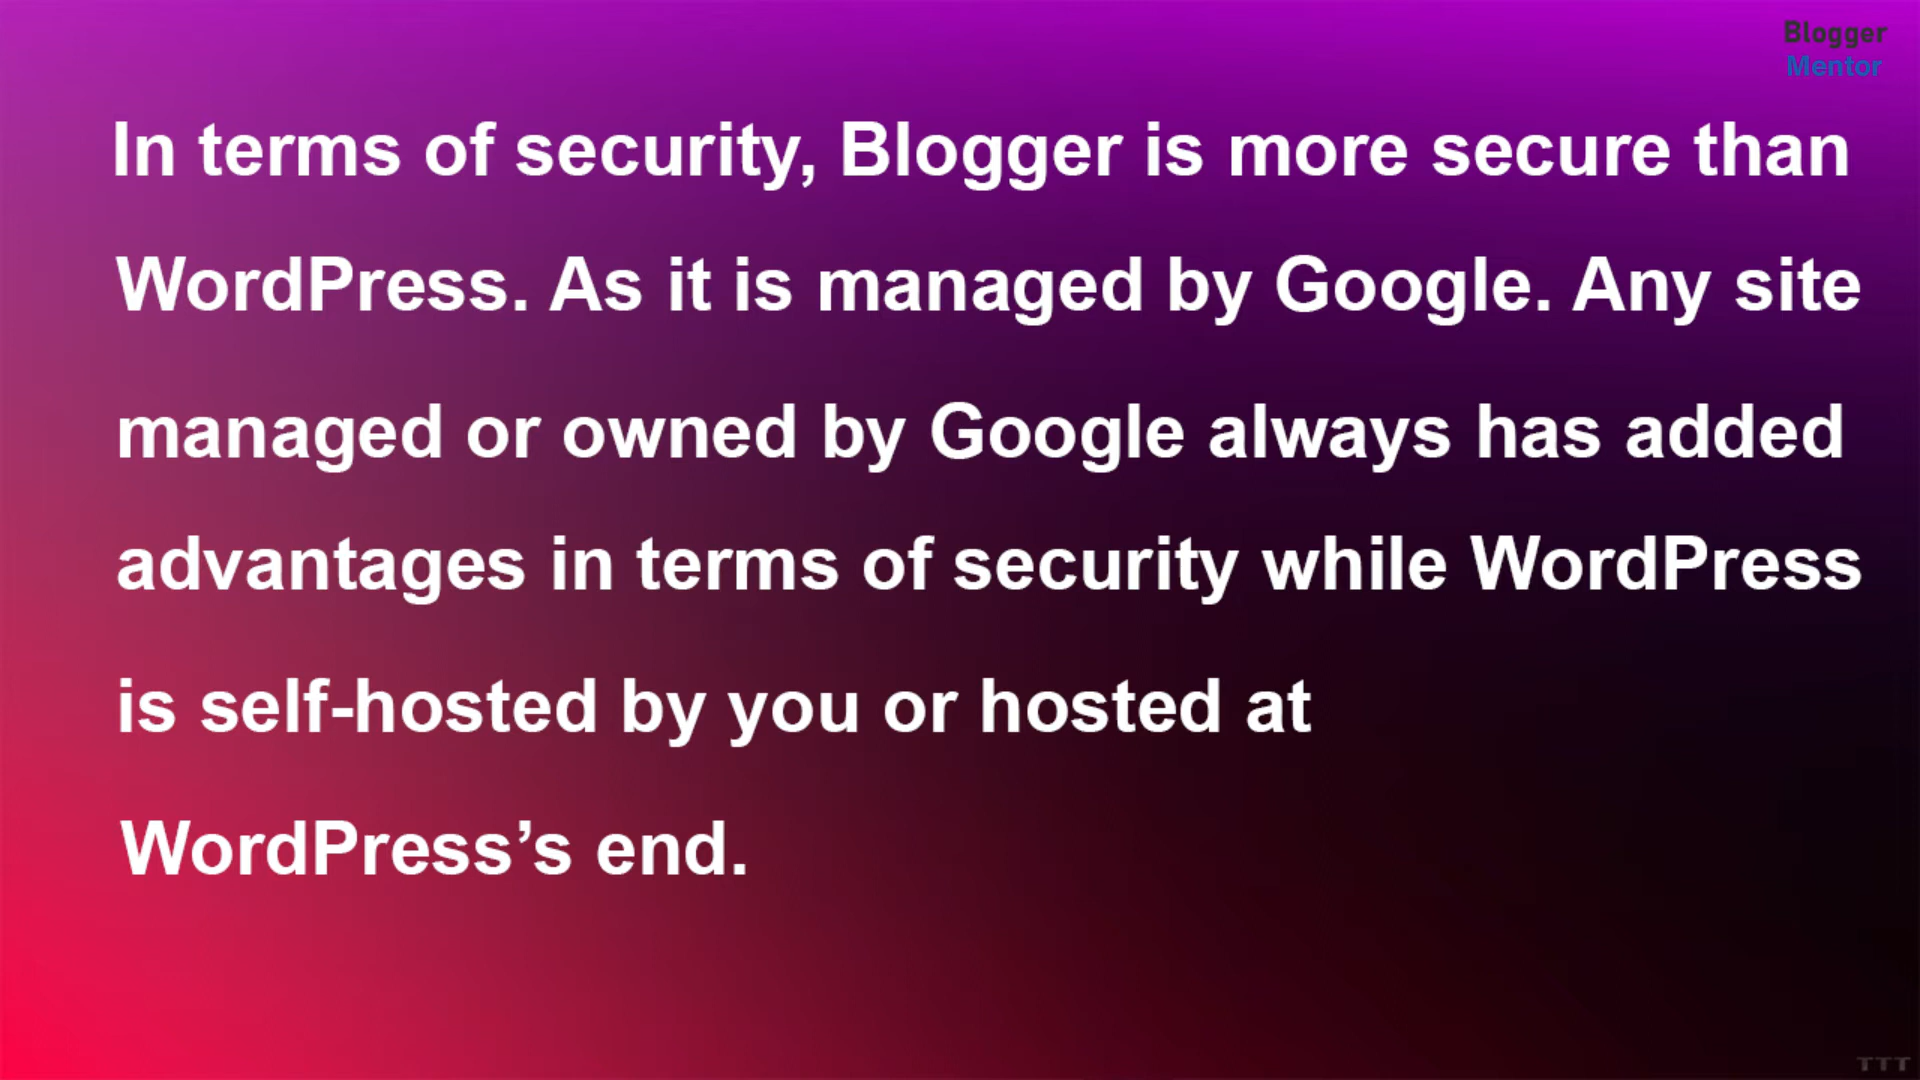 Blogger
Mentor
In terms of security, Blogger is more secure than
WordPress. As it is managed by Google. Any site
managed or owned by Google always has added
advantages in terms of security while WordPress
is self-hosted by you or hosted at
WordPress’s end.
TTT